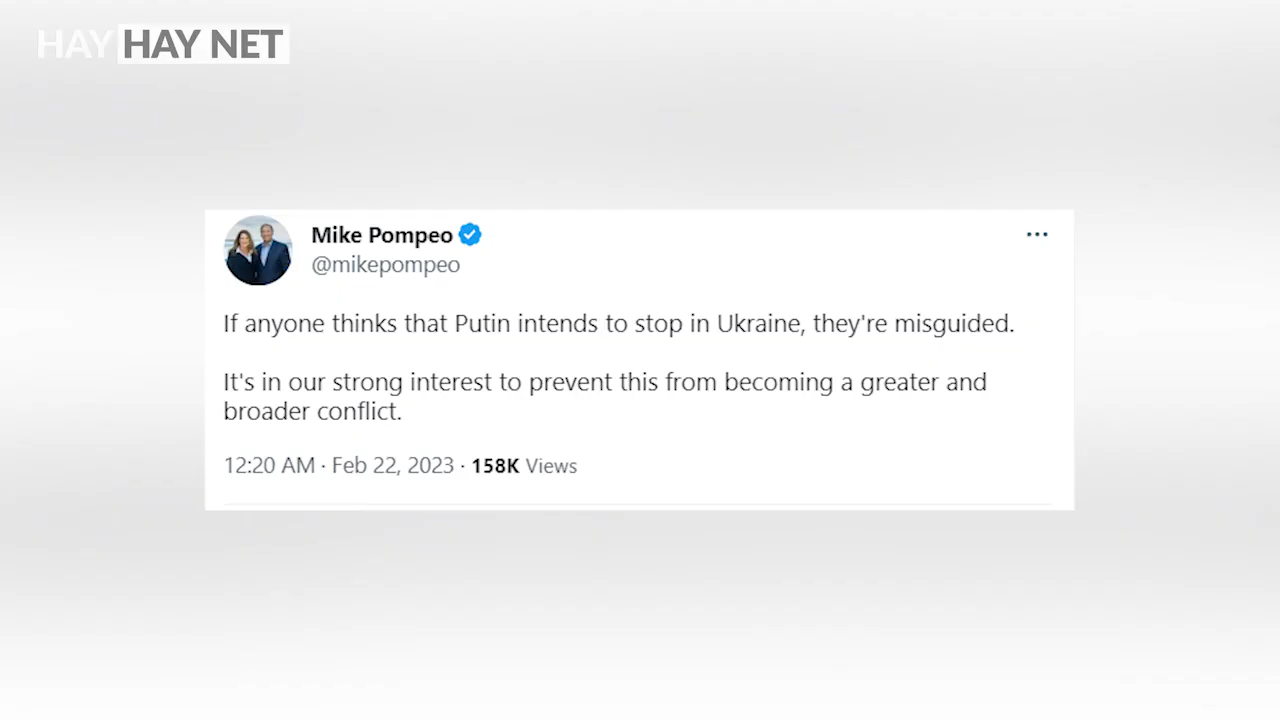 HAY HAY NET
Mike Pompeo
@mikepompeo
If anyone thinks that Putin intends to stop in Ukraine, they're misguided.
It's in our strong interest to prevent this from becoming a greater and
broader conflict.
12:20 AM · Feb 22, 2023 · 158K Views